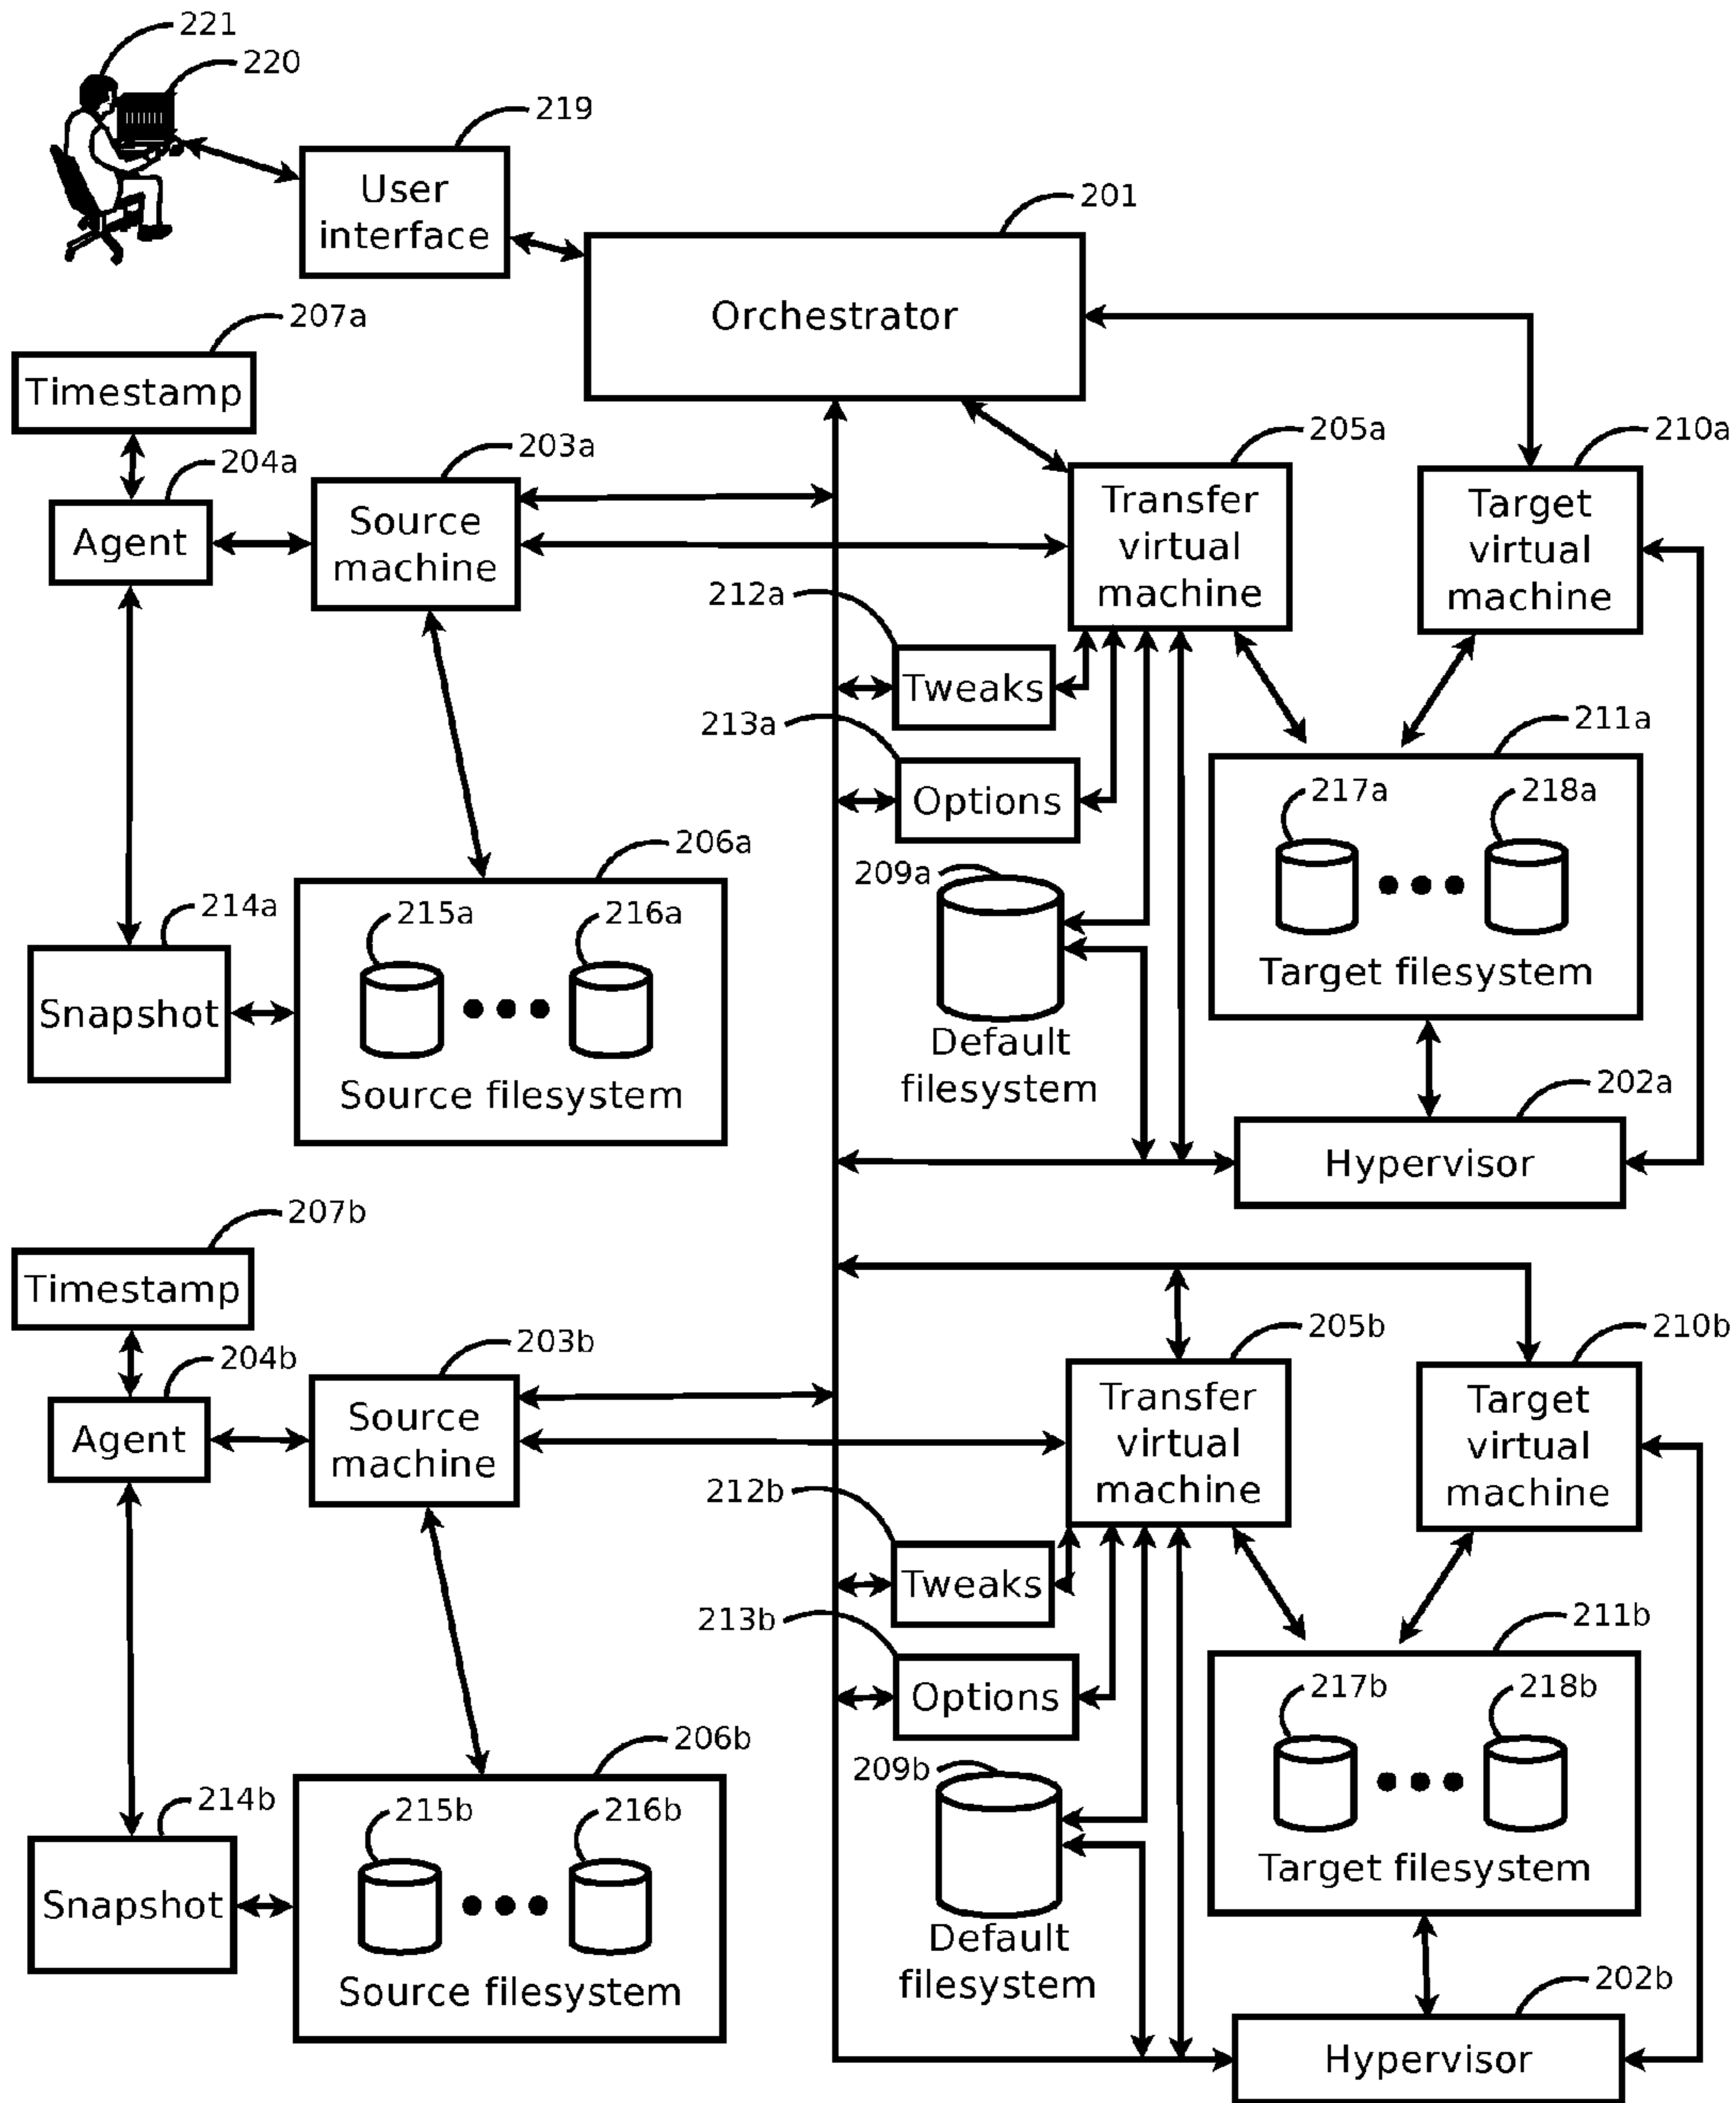 221
220
219
User
interface
201
Orchestrator
207a
Timestamp
203a
205a
210a
204a
Agent
Source
machine
Transfer
virtual
machine
Target
virtual
machine
212a
Tweaks
213a
Options
211a
217a
218a
Target filesystem
206a
209a
214a
215a
216a
Snapshot
Source filesystem
Default
filesystem
202a
Hypervisor
207b
Timestamp
203b
205b
210b
204b
Agent
Source
machine
Transfer
virtual
machine
Target
virtual
machine
212b
Tweaks
213b
Options
211b
217b
218b
Target filesystem
206b
209b
214b
215b
216b
Snapshot
Source filesystem
Default
filesystem
202b
Hypervisor